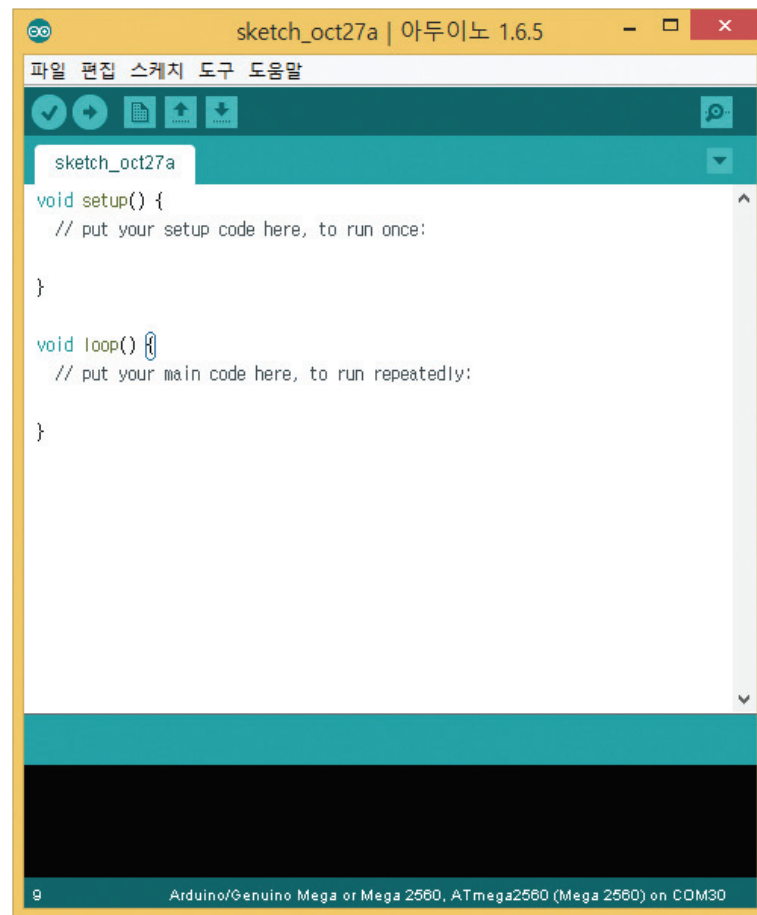 sketch_oct27a | 아두이노 1.6.5
파일 편집 스케치 도구 도움말
sketch_oct27a
void setup() {
  // put your setup code here, to run once:
}
void loop() {
  // put your main code here, to run repeatedly:
}
9 Arduino/Genuino Mega or Mega 2560, ATmega2560 (Mega 2560) on COM30